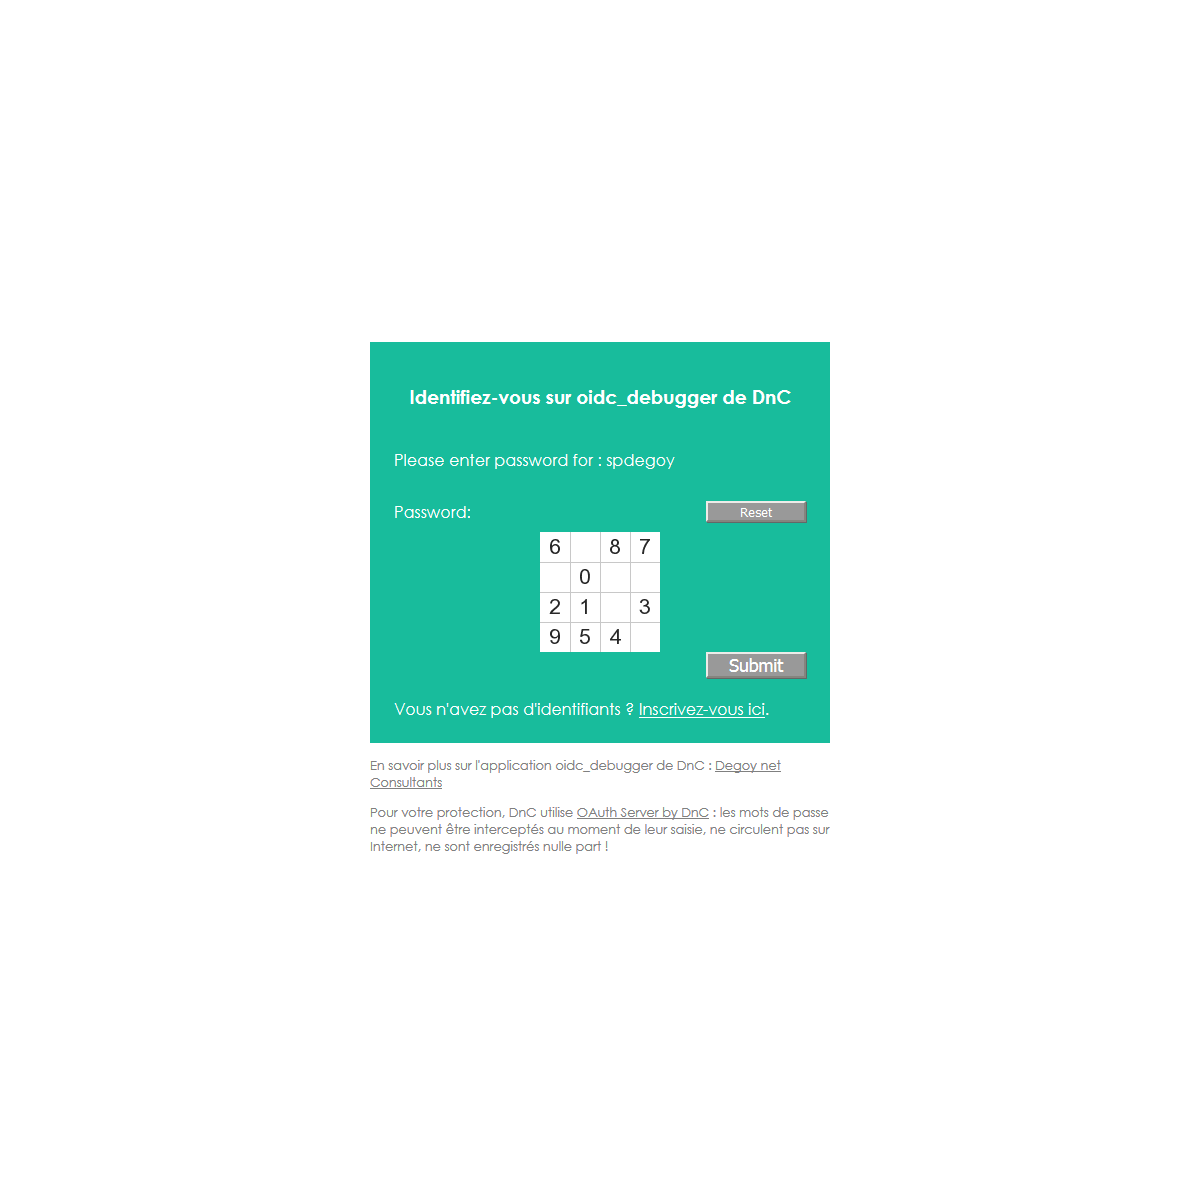 Identifiez-vous sur oidc_debugger de DnC
Please enter password for : spdegoy
Password:
Reset
6 8 7
0
2 1 3
9 5 4
Submit
Vous n'avez pas d'identifiants ? Inscrivez-vous ici.
En savoir plus sur l'application oidc_debugger de DnC : Degoy net
Consultants
Pour votre protection, DnC utilise OAuth Server by DnC : les mots de passe
ne peuvent être interceptés au moment de leur saisie, ne circulent pas sur
Internet, ne sont enregistrés nulle part !